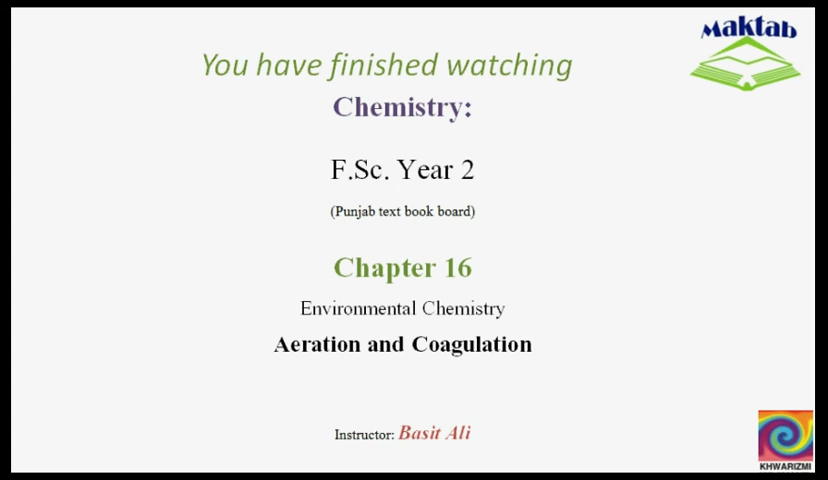 Maktab
You have finished watching
Chemistry:
F.Sc. Year 2
(Punjab text book board)
Chapter 16
Environmental Chemistry
Aeration and Coagulation
Instructor: Basit Ali
KHWARIZMI